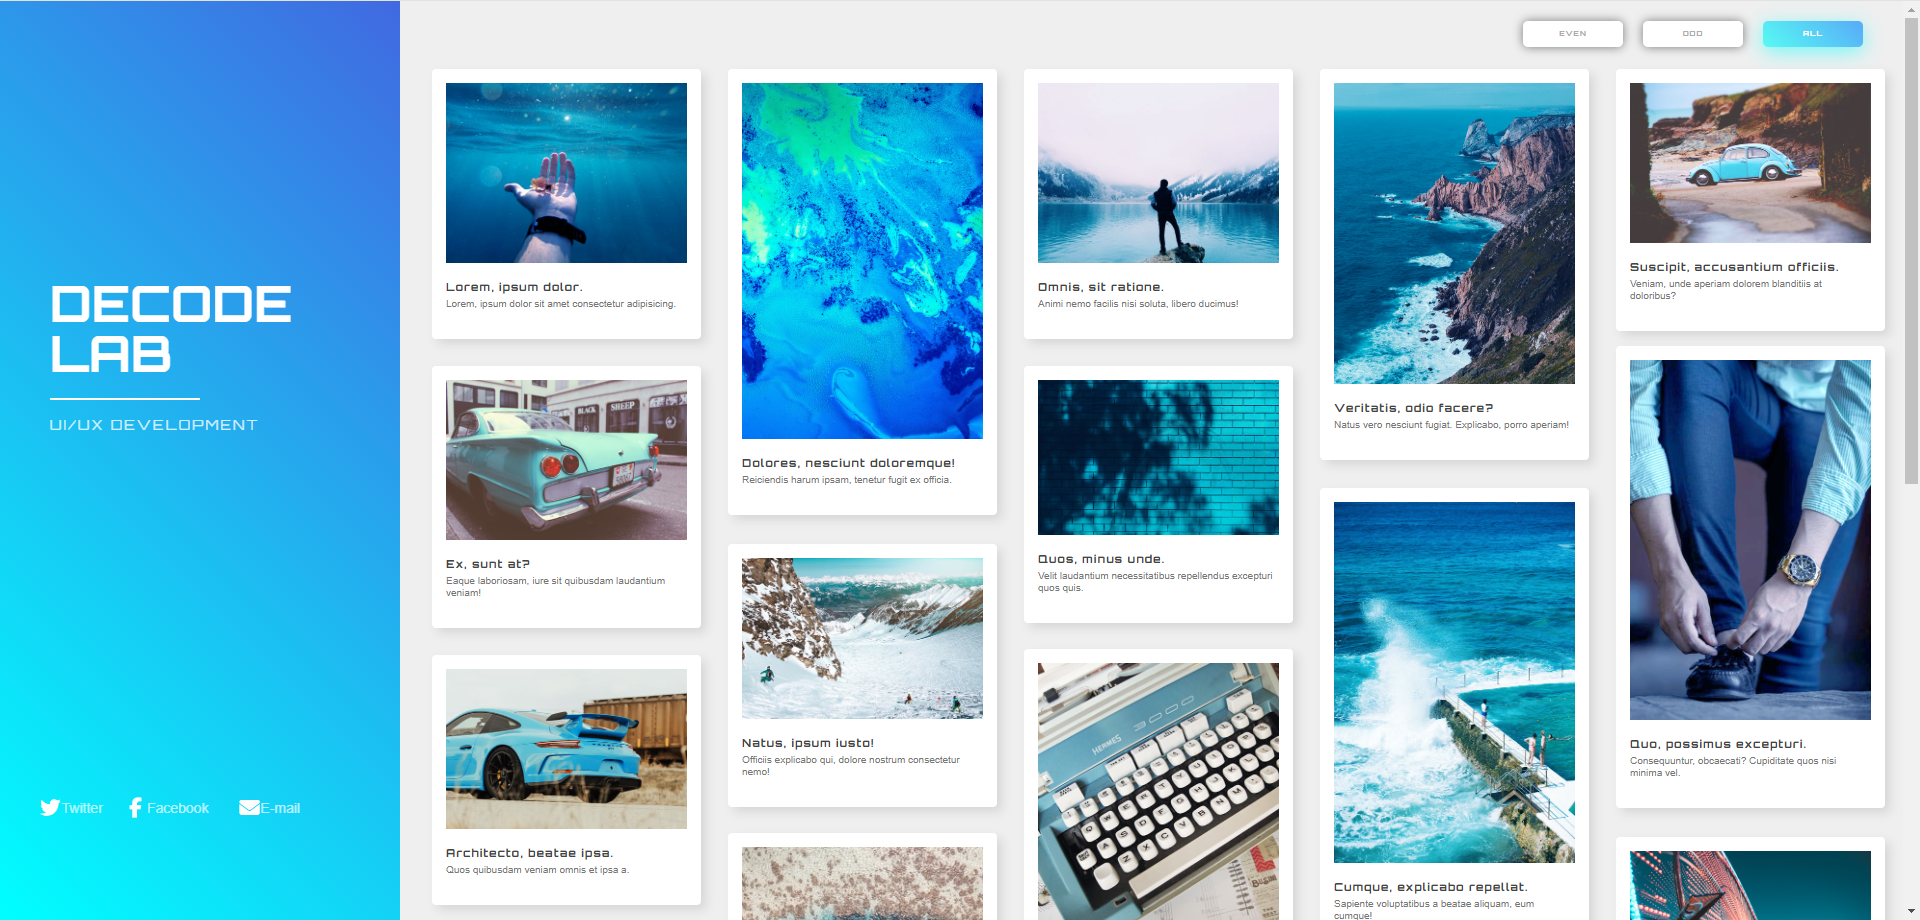 EVEN
ODD
ALL
DECODE
LAB
UI/UX DEVELOPMENT
Twitter
Facebook
E-mail
Lorem, ipsum dolor.
Lorem, ipsum dolor sit amet consectetur adipisicing.
BLACK SHEEP
Ex, sunt at?
Eaque laboriosam, iure sit quibusdam laudantium
veniam!
Architecto, beatae ipsa.
Quos quibusdam veniam omnis et ipsa a.
Dolores, nesciunt doloremque!
Reiciendis harum ipsam, tenetur fugit ex officia.
Natus, ipsum iusto!
Officiis explicabo qui, dolore nostrum consectetur
nemo!
Omnis, sit ratione.
Animi nemo facilis nisi soluta, libero ducimus!
Quos, minus unde.
Velit laudantium necessitatibus repellendus excepturi
quos quis.
HERMES 3000
Veritatis, odio facere?
Natus vero nesciunt fugiat. Explicabo, porro aperiam!
Cumque, explicabo repellat.
Sapiente voluptatibus a beatae aliquam, eum
cumque!
Suscipit, accusantium officiis.
Veniam, unde aperiam dolorem blanditiis at
doloribus?
Quo, possimus excepturi.
Consequuntur, obcaecati? Cupiditate quos nisi
minima vel.